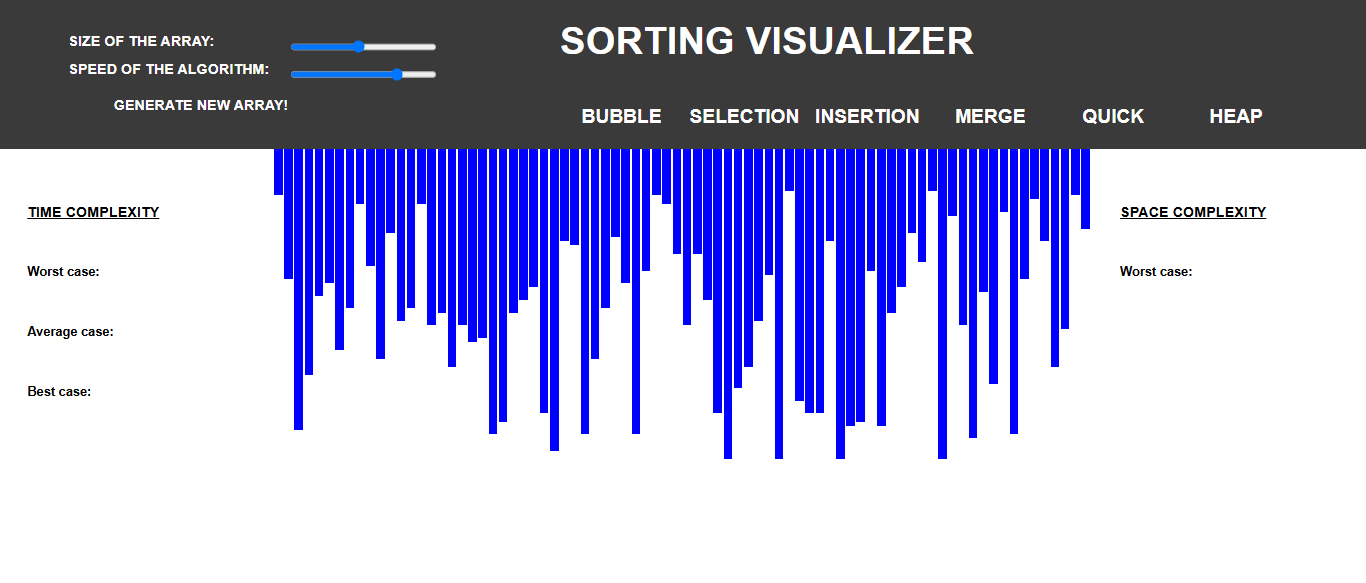 SORTING VISUALIZER
SIZE OF THE ARRAY:
SPEED OF THE ALGORITHM:
GENERATE NEW ARRAY!
BUBBLE SELECTION INSERTION MERGE QUICK HEAP
TIME COMPLEXITY
Worst case:
Average case:
Best case:
SPACE COMPLEXITY
Worst case: